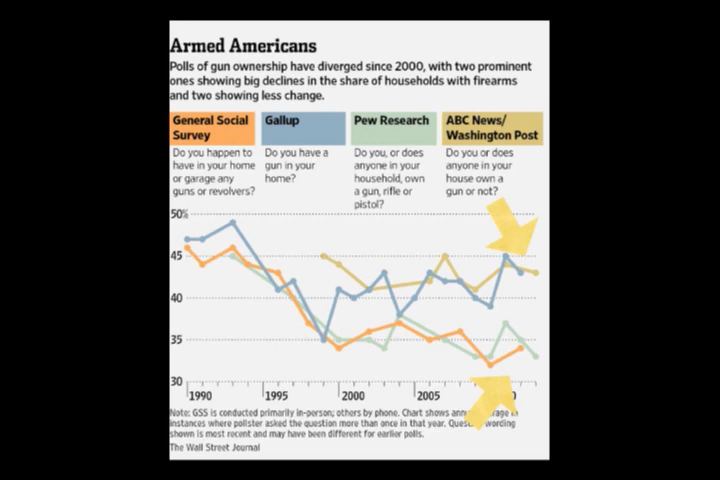 Armed Americans
Polls of gun ownership have diverged since 2000, with two prominent
ones showing big declines in the share of households with firearms
and two showing less change.
General Social
Survey
Do you happen to
have in your home
or garage any
guns or revolvers?
Gallup
Do you have a
gun in your
home?
Pew Research
Do you, or does
anyone in your
household, own
a gun, rifle or
pistol?
ABC News/
Washington Post
Do you or does
anyone in your
house own a
gun or not?
50%
45
40
35
30
1990
1995
2000
2005
Note: GSS is conducted primarily in-person; others by phone. Chart shows in
instances where pollster asked the question more than once in that year. wording
shown is most recent and may have been different for earlier polls.
The Wall Street Journal